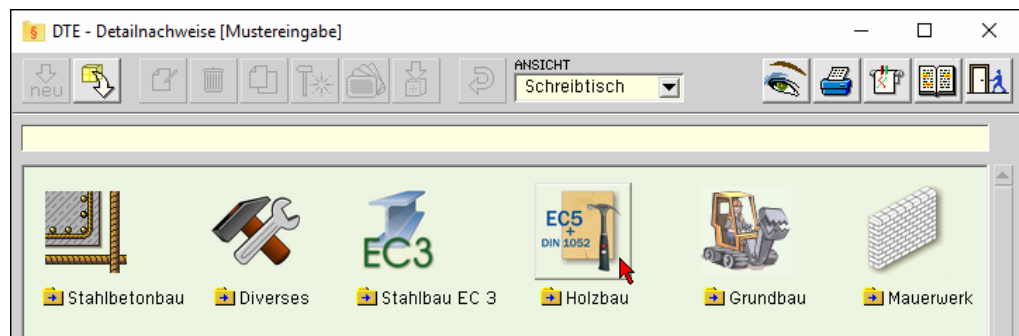 § DTE - Detailnachweise [Mustereingabe]
neu
ANSICHT
Schreibtisch
EC3
EC5
+
DIN 1052
Stahlbetonbau Diverses Stahlbau EC 3 Holzbau Grundbau Mauerwerk